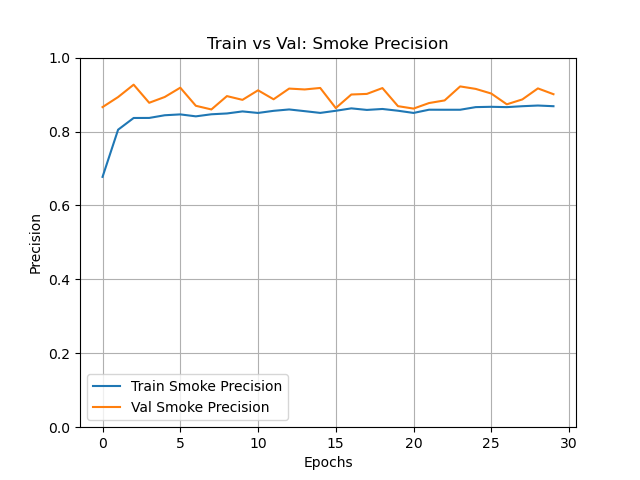 Train vs Val: Smoke Precision
1.0
0.8
0.6
0.4
0.2
0.0
Precision
Train Smoke Precision
Val Smoke Precision
0 5 10 15 20 25 30
Epochs